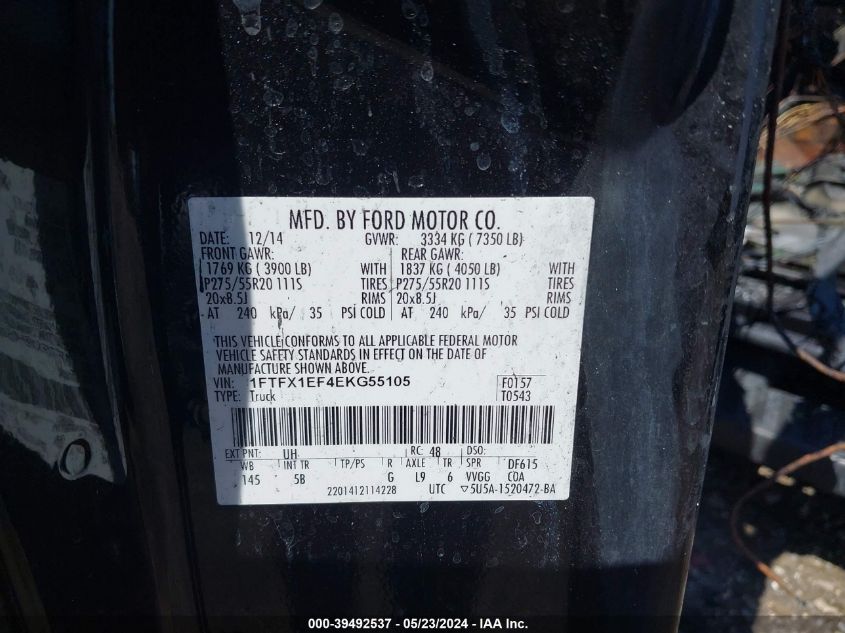 MFD. BY FORD MOTOR CO.
DATE: 12/14 GVWR: 3334 KG ( 7350 LB)
FRONT GAWR: REAR GAWR:
1769 KG ( 3900 LB) WITH 1837 KG ( 4050 LB) WITH
P275/55R20 111S TIRES P275/55R20 111S TIRES
20x8.5J RIMS 20x8.5J RIMS
AT 240 kPa/ 35 PSI COLD AT 240 kPa/ 35 PSI COLD
THIS VEHICLE CONFORMS TO ALL APPLICABLE FEDERAL MOTOR
VEHICLE SAFETY STANDARDS IN EFFECT ON THE DATE OF
MANUFACTURE SHOWN ABOVE.
VIN: 1FTFX1EF4EKG55105 F0157
TYPE: Truck T0543
EXT PNT: UH RC: 48 DSO:
WB INT TR TP/PS R AXLE TR SPR DF615
145 5B G L9 6 VVGG COA
2201412114228 UTC ▽5U5A-1520472-BA
000-39492537 - 05/23/2024 - IAA Inc.